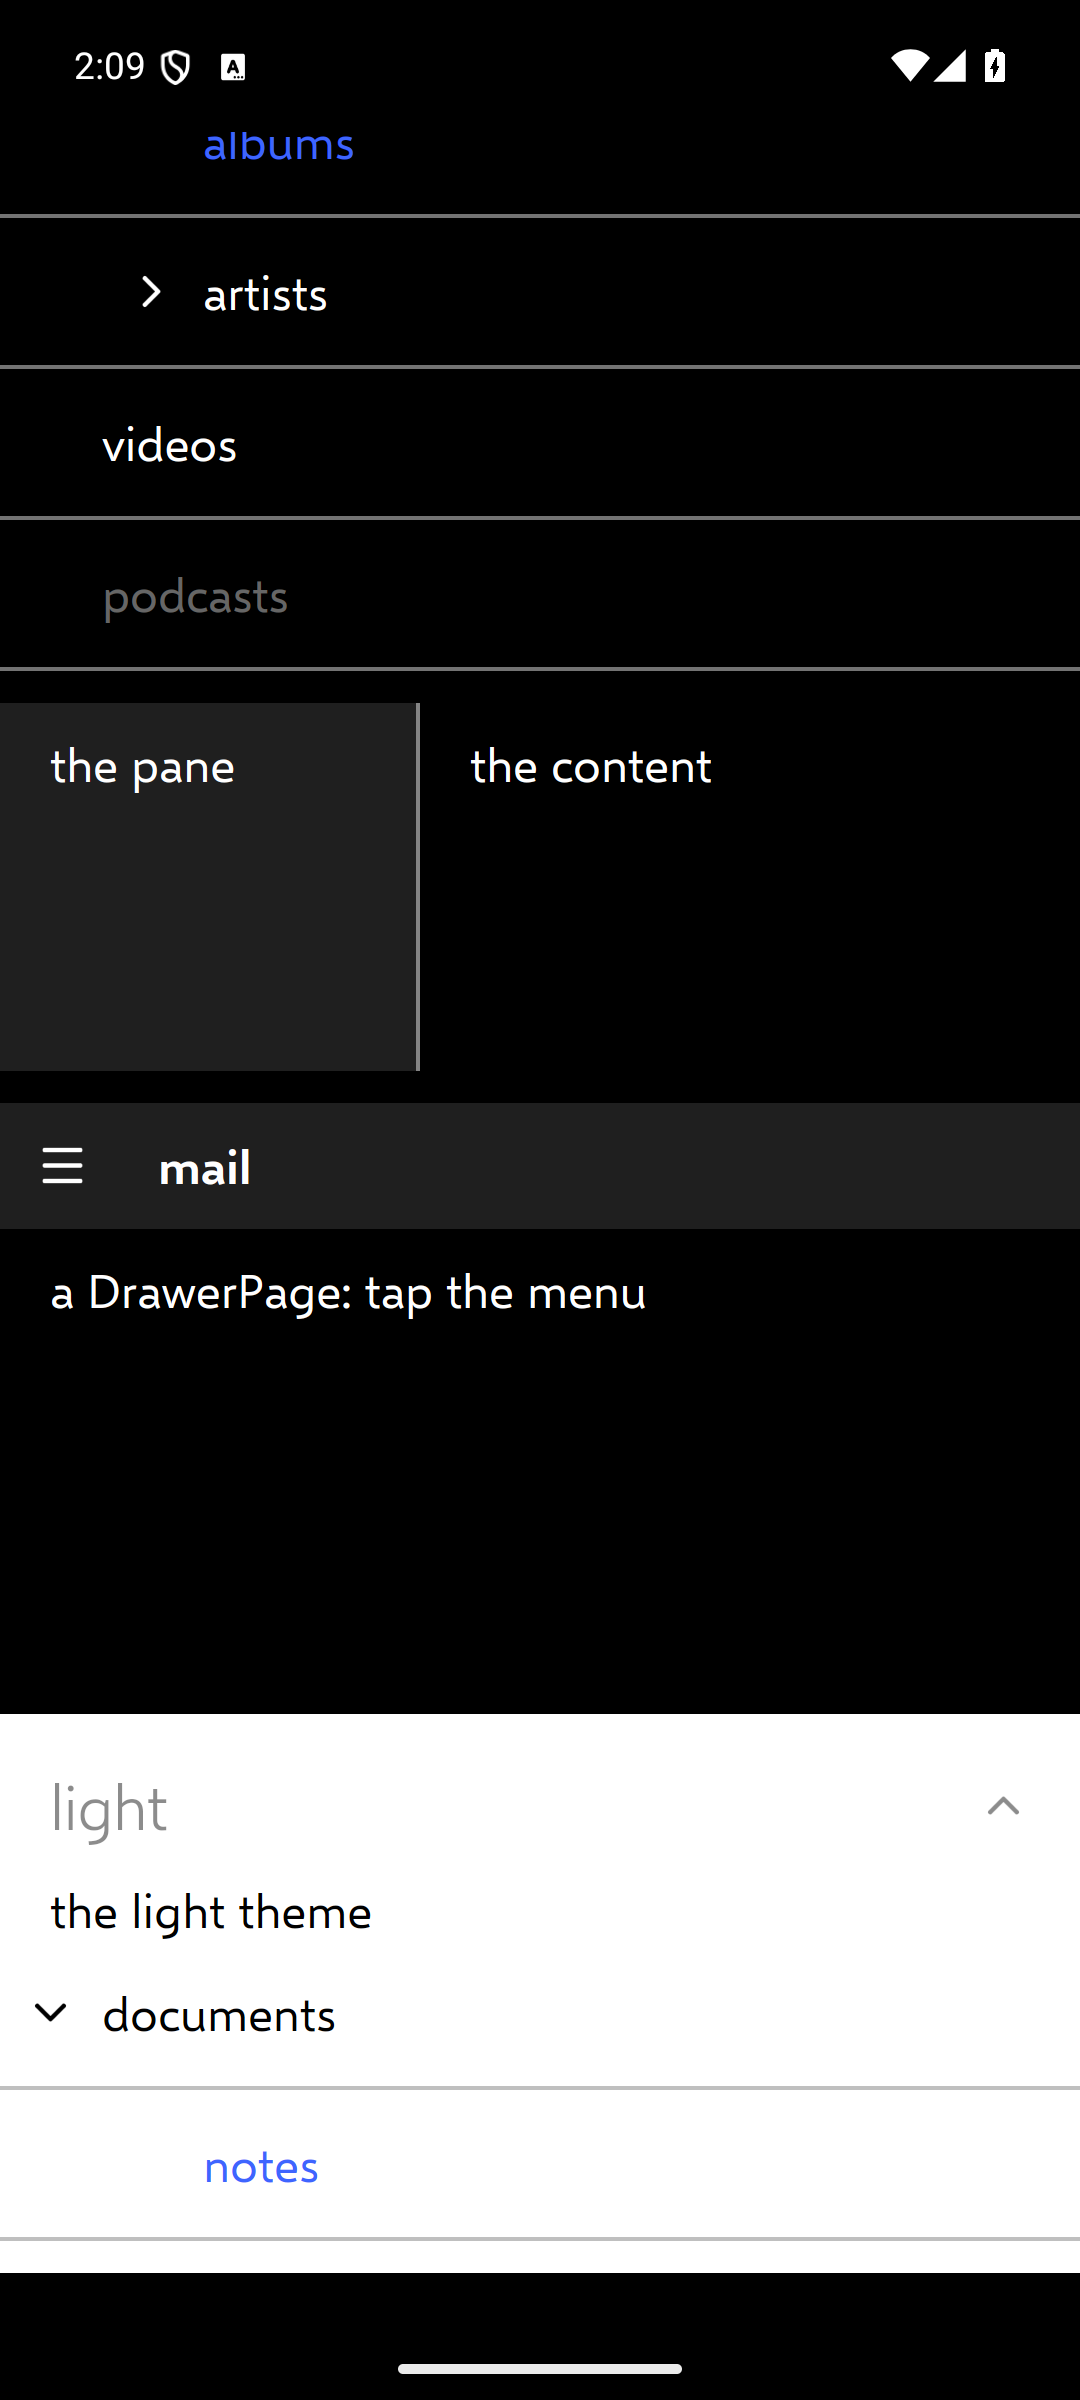 2:09
albums
artists
videos
podcasts
the pane
the content
mail
a DrawerPage: tap the menu
light
the light theme
documents
notes